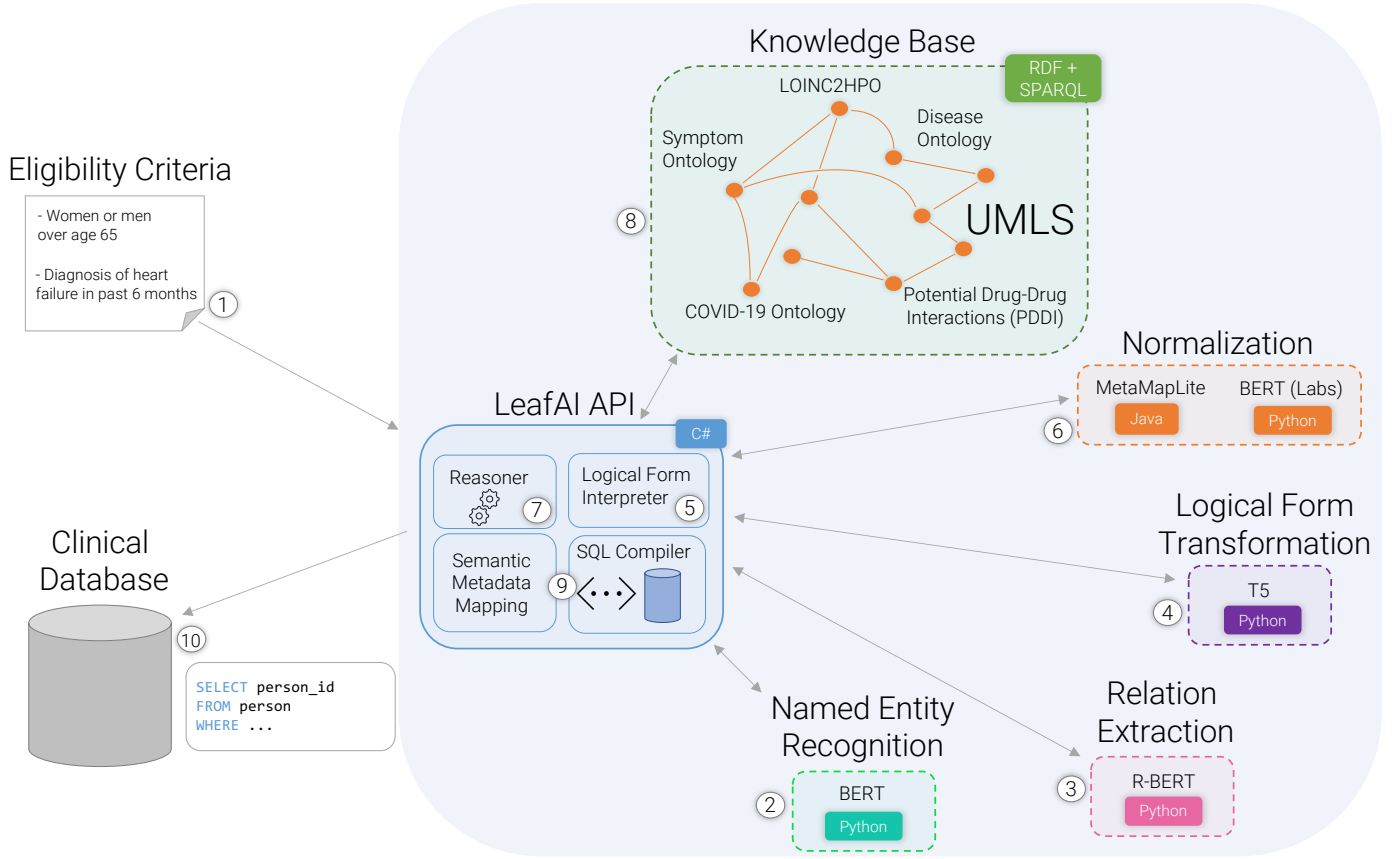 Knowledge Base
RDF +
SPARQL
LOINC2HPO
Disease
Ontology
Symptom
Ontology
UMLS
8
COVID-19 Ontology
Potential Drug-Drug
Interactions (PDDI)
Eligibility Criteria
- Women or men
over age 65
- Diagnosis of heart
failure in past 6 months
1
Normalization
MetaMapLite
BERT (Labs)
Java
Python
6
LeafAI API
C#
Reasoner
7
Logical Form
Interpreter
5
Semantic
Metadata
Mapping
9
SQL Compiler
<···>
Logical Form
Transformation
T5
Python
4
Clinical
Database
10
SELECT person_id
FROM person
WHERE ...
Named Entity
Recognition
BERT
Python
2
Relation
Extraction
R-BERT
Python
3